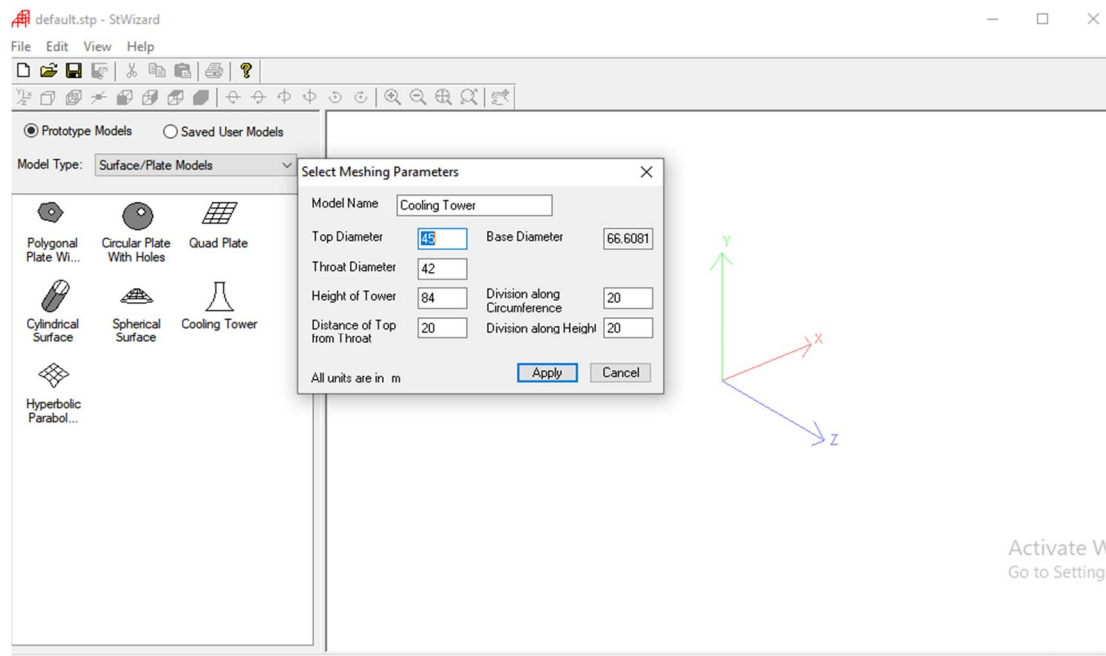 default.stp - StWizard
File Edit View Help
Prototype Models Saved User Models
Model Type: Surface/Plate Models
Polygonal
Plate Wi...
Circular Plate
With Holes
Quad Plate
Cylindrical
Surface
Spherical
Surface
Cooling Tower
Hyperbolic
Parabol...
Select Meshing Parameters
Model Name Cooling Tower
Top Diameter 45 Base Diameter 66.6081
Throat Diameter 42
Height of Tower 84 Division along
Circumference 20
Distance of Top
from Throat 20 Division along Height 20
All units are in m Apply Cancel
Y
X
Z
Activate W
Go to Setting